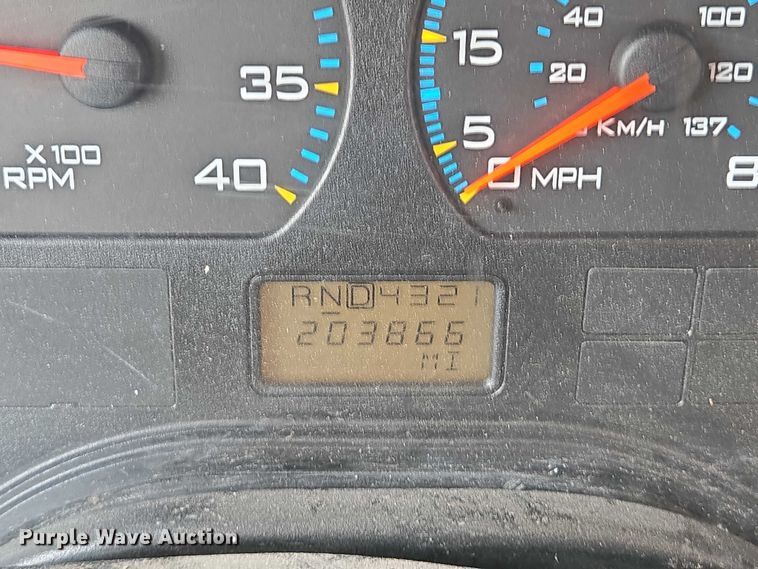 40 100
15
20 120
35
5
KM/H 137
X100
RPM 40
0 MPH 8
RND4321
203866
MI
Purple Wave Auction